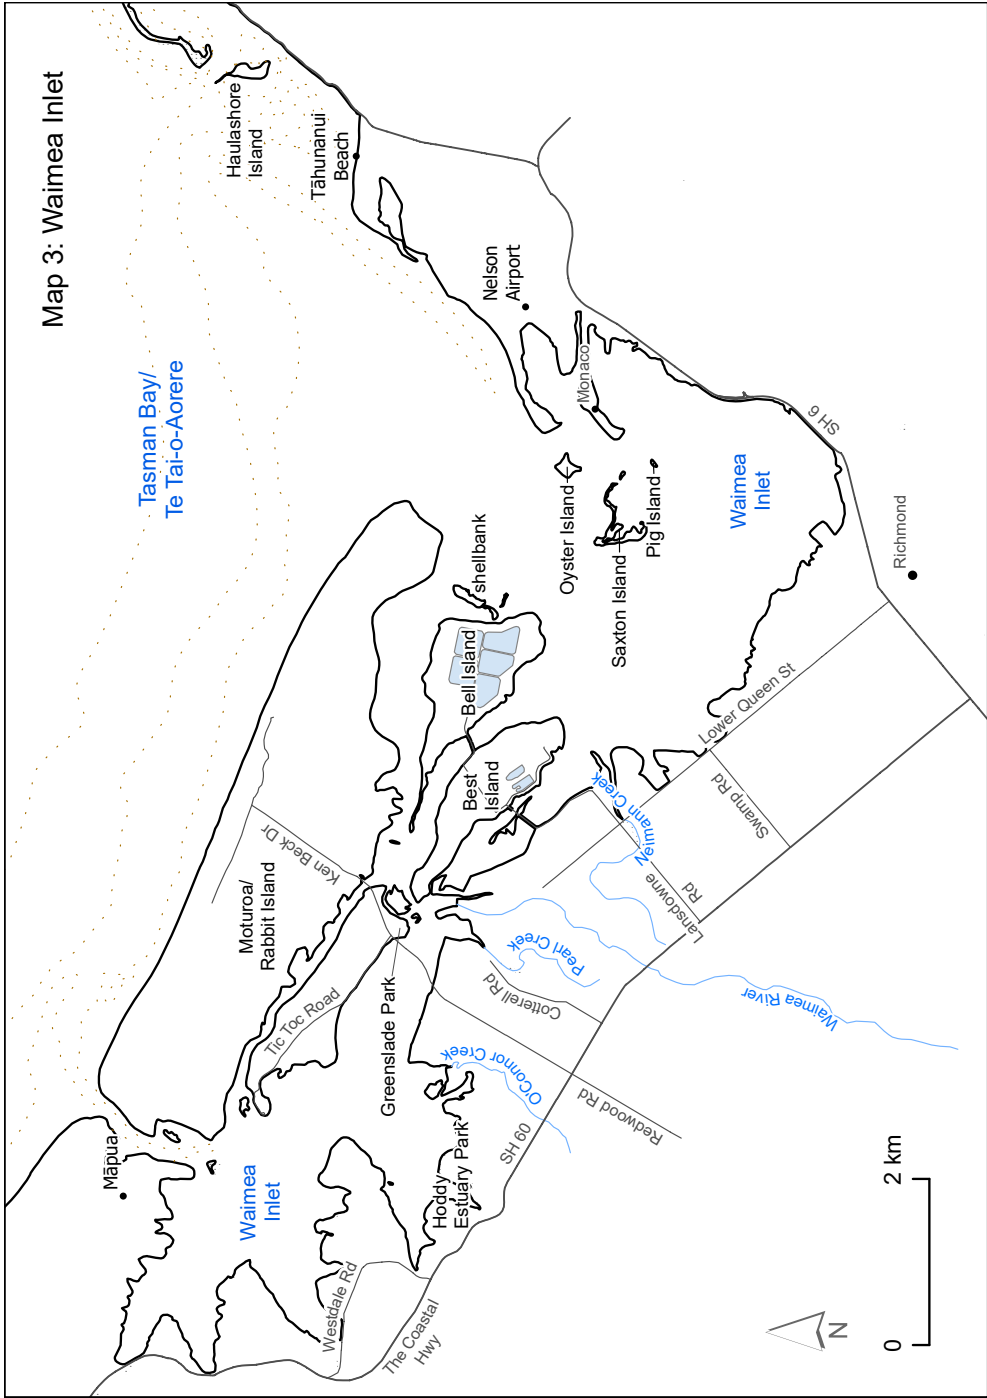 Map 3: Waimea Inlet
Tasman Bay/
Te Tai-o-Aorere
Haulashore
Island
Tāhunanui
Beach
Nelson
Airport
Monaco
SH 6
Richmond
Waimea
Inlet
Oyster Island
Saxton Island
Pig Island
shellbank
Bell Island
Best
Island
Lower Queen St
Swamp Rd
Neimann Creek
Lansdowne
Rd
Ken Beck Dr
Moturoa/
Rabbit Island
Tic Toc Road
Greenslade Park
Pearl Creek
Cotterell Rd
Waimea River
O'Connor Creek
Redwood Rd
SH 60
Hoddy
Estuary Park
Māpua
Waimea
Inlet
Westdale Rd
The Coastal
Hwy
N
0
2 km